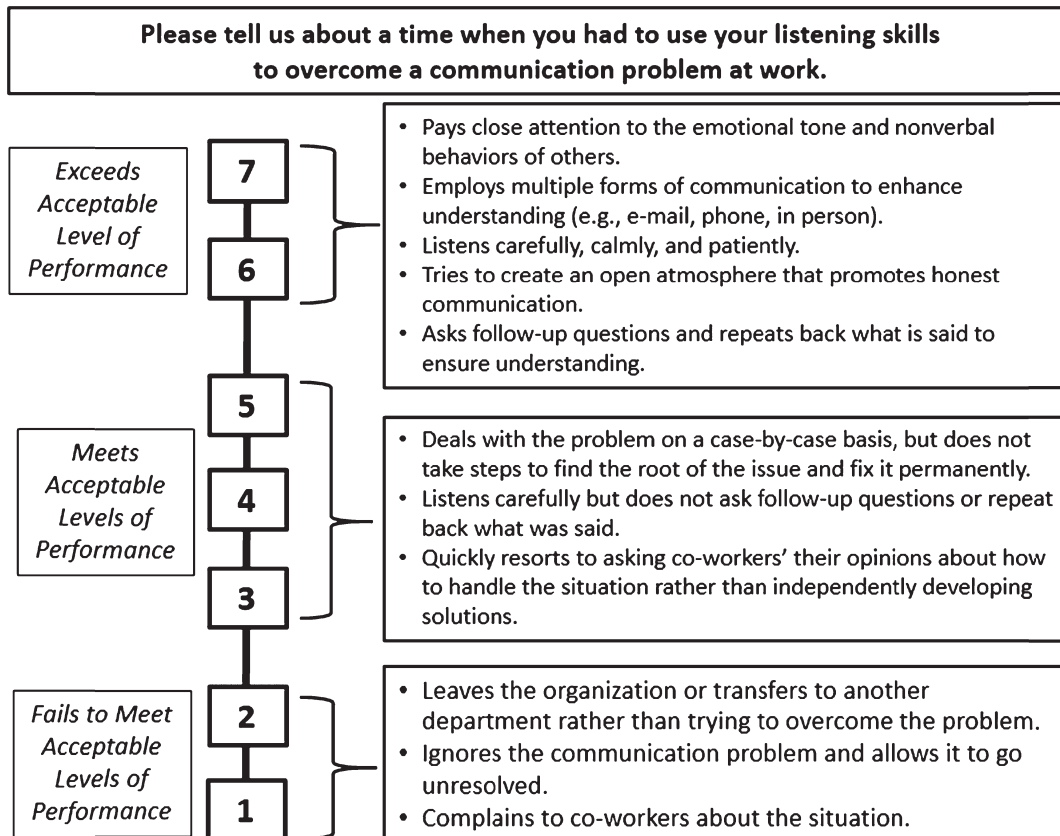 Please tell us about a time when you had to use your listening skills
to overcome a communication problem at work.
Exceeds
Acceptable
Level of
Performance
7
6
• Pays close attention to the emotional tone and nonverbal
behaviors of others.
• Employs multiple forms of communication to enhance
understanding (e.g., e-mail, phone, in person).
• Listens carefully, calmly, and patiently.
• Tries to create an open atmosphere that promotes honest
communication.
• Asks follow-up questions and repeats back what is said to
ensure understanding.
Meets
Acceptable
Levels of
Performance
5
4
3
• Deals with the problem on a case-by-case basis, but does not
take steps to find the root of the issue and fix it permanently.
• Listens carefully but does not ask follow-up questions or repeat
back what was said.
• Quickly resorts to asking co-workers’ their opinions about how
to handle the situation rather than independently developing
solutions.
Fails to Meet
Acceptable
Levels of
Performance
2
1
• Leaves the organization or transfers to another
department rather than trying to overcome the problem.
• Ignores the communication problem and allows it to go
unresolved.
• Complains to co-workers about the situation.